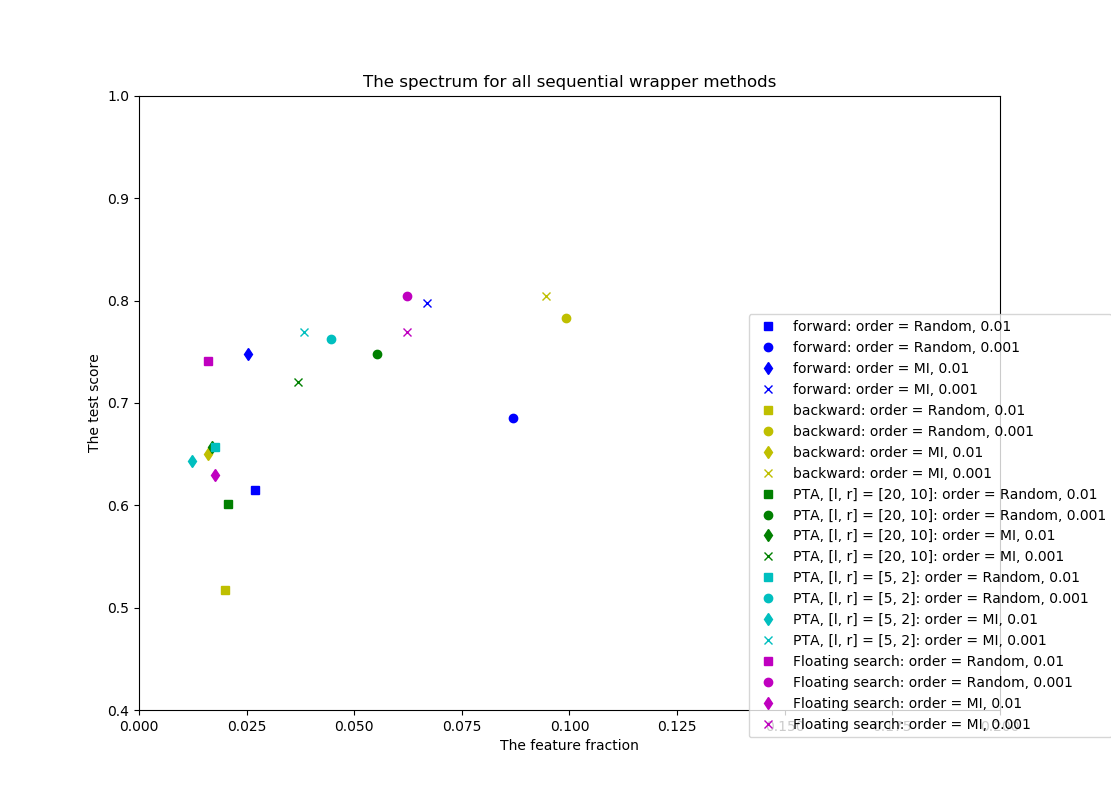 The spectrum for all sequential wrapper methods
1.0
0.9
0.8
0.7
0.6
0.5
0.4
The test score
forward: order = Random, 0.01
forward: order = Random, 0.001
forward: order = MI, 0.01
forward: order = MI, 0.001
backward: order = Random, 0.01
backward: order = Random, 0.001
backward: order = MI, 0.01
backward: order = MI, 0.001
PTA, [l, r] = [20, 10]: order = Random, 0.01
PTA, [l, r] = [20, 10]: order = Random, 0.001
PTA, [l, r] = [20, 10]: order = MI, 0.01
PTA, [l, r] = [20, 10]: order = MI, 0.001
PTA, [l, r] = [5, 2]: order = Random, 0.01
PTA, [l, r] = [5, 2]: order = Random, 0.001
PTA, [l, r] = [5, 2]: order = MI, 0.01
PTA, [l, r] = [5, 2]: order = MI, 0.001
Floating search: order = Random, 0.01
Floating search: order = Random, 0.001
Floating search: order = MI, 0.01
Floating search: order = MI, 0.001
0.000 0.025 0.050 0.075 0.100 0.125 0.150 0.175 0.200
The feature fraction